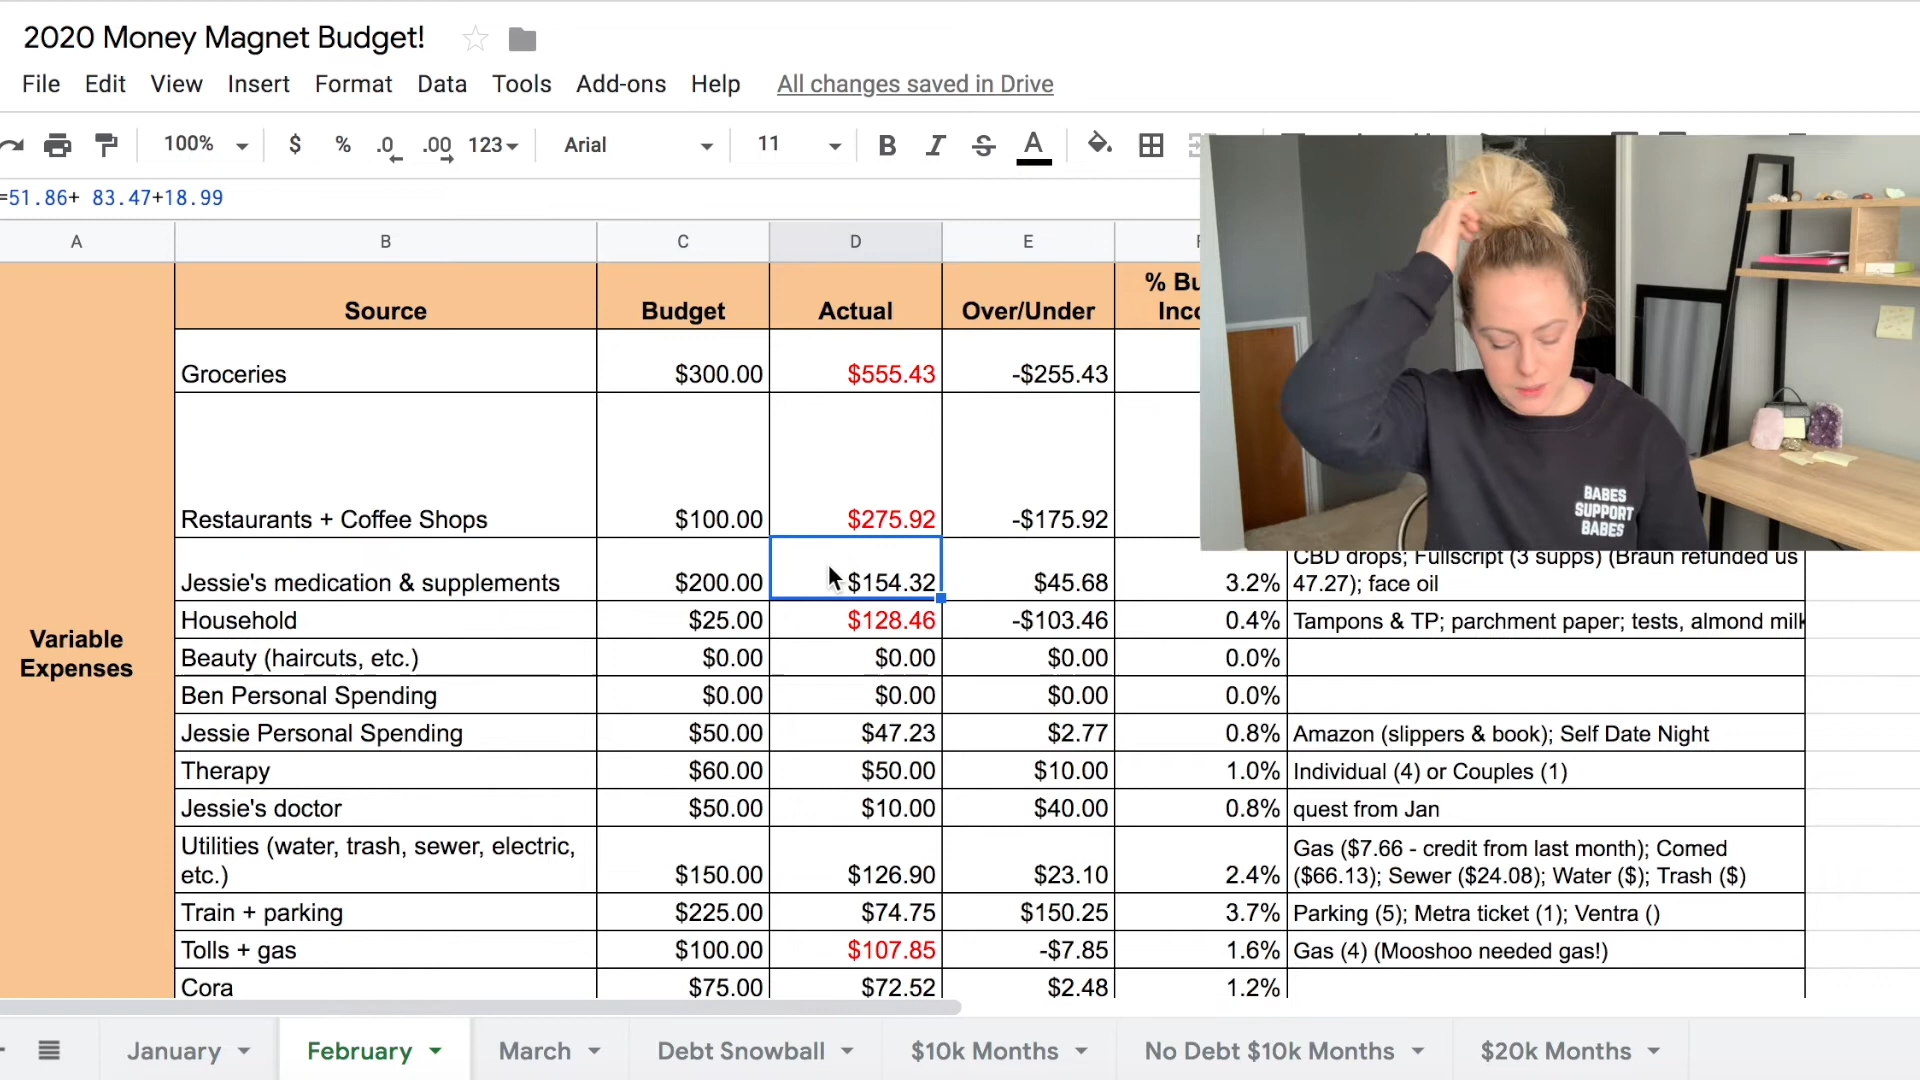 2020 Money Magnet Budget!
File Edit View Insert Format Data Tools Add-ons Help All changes saved in Drive
100% $ % .0 .00 123 Arial 11 B I S A
=51.86+ 83.47+18.99
A B C D E
Source Budget Actual Over/Under % Bu
Inco
Groceries $300.00 $555.43 -$255.43
Restaurants + Coffee Shops $100.00 $275.92 -$175.92
CBD drops; Fullscript (3 supps) (Braun refunded us
Jessie's medication & supplements $200.00 $154.32 $45.68 3.2% 47.27); face oil
Household $25.00 $128.46 -$103.46 0.4% Tampons & TP; parchment paper; tests, almond milk
Variable
Expenses
Beauty (haircuts, etc.) $0.00 $0.00 $0.00 0.0%
Ben Personal Spending $0.00 $0.00 $0.00 0.0%
Jessie Personal Spending $50.00 $47.23 $2.77 0.8% Amazon (slippers & book); Self Date Night
Therapy $60.00 $50.00 $10.00 1.0% Individual (4) or Couples (1)
Jessie's doctor $50.00 $10.00 $40.00 0.8% quest from Jan
Utilities (water, trash, sewer, electric, Gas ($7.66 - credit from last month); Comed
etc.) $150.00 $126.90 $23.10 2.4% ($66.13); Sewer ($24.08); Water ($); Trash ($)
Train + parking $225.00 $74.75 $150.25 3.7% Parking (5); Metra ticket (1); Ventra ()
Tolls + gas $100.00 $107.85 -$7.85 1.6% Gas (4) (Mooshoo needed gas!)
Cora $75.00 $72.52 $2.48 1.2%
January February March Debt Snowball $10k Months No Debt $10k Months $20k Months
BABES
SUPPORT
BABES